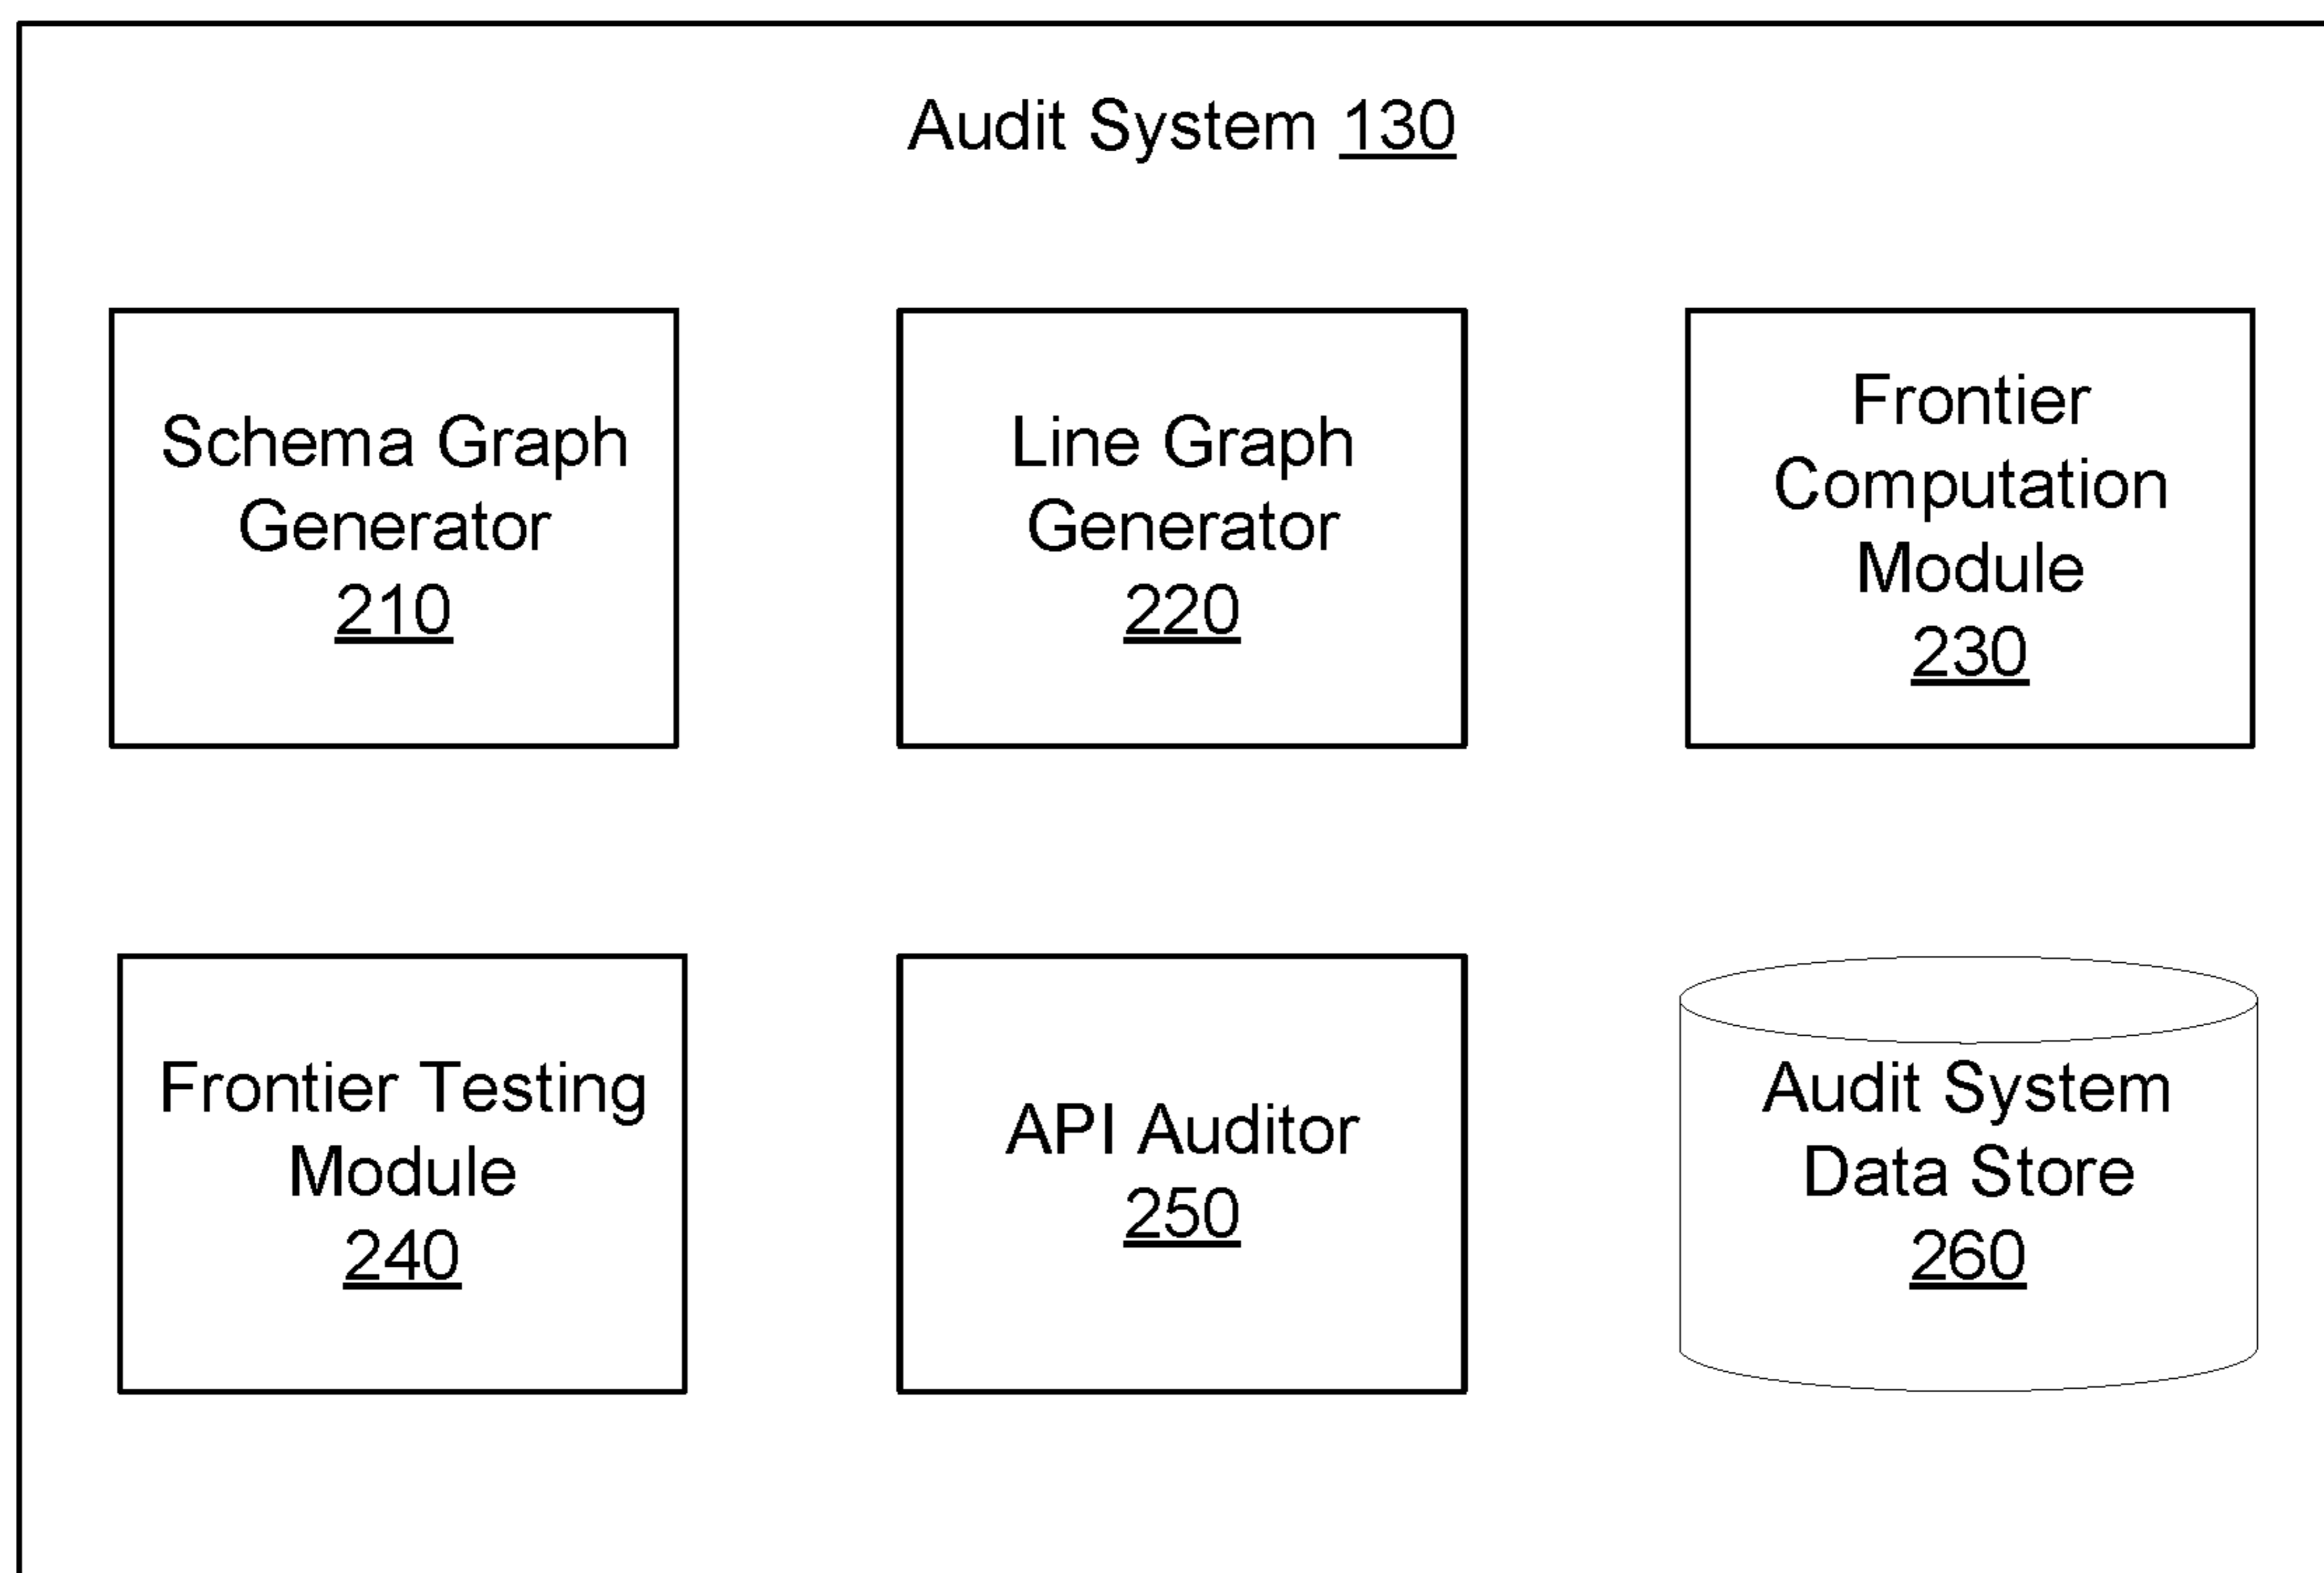 Audit System 130
Schema Graph
Generator
210
Line Graph
Generator
220
Frontier
Computation
Module
230
Frontier Testing
Module
240
API Auditor
250
Audit System
Data Store
260